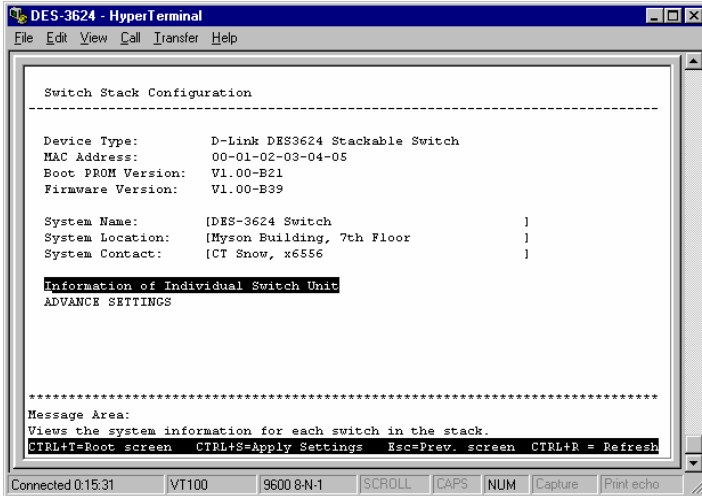 DES-3624 - HyperTerminal
File Edit View Call Transfer Help
Switch Stack Configuration
--------------------------------------------------------------------------------
Device Type: D-Link DES3624 Stackable Switch
MAC Address: 00-01-02-03-04-05
Boot PROM Version: V1.00-B21
Firmware Version: V1.00-B39
System Name: [DES-3624 Switch ]
System Location: [Myson Building, 7th Floor ]
System Contact: [CT Snow, x6556 ]
Information of Individual Switch Unit
ADVANCE SETTINGS
********************************************************************************
Message Area:
Views the system information for each switch in the stack.
CTRL+T=Root screen CTRL+S=Apply Settings Esc=Prev. screen CTRL+R = Refresh
Connected 0:15:31 VT100 9600 8-N-1 SCROLL CAPS NUM Capture Print echo